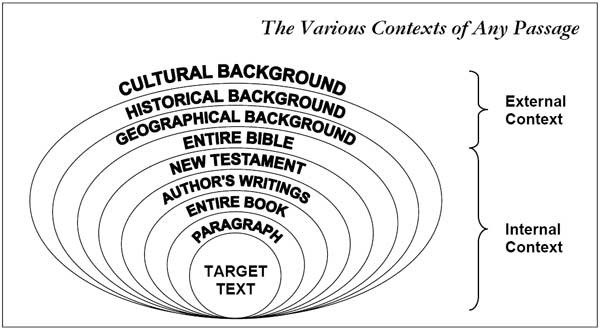 The Various Contexts of Any Passage
CULTURAL BACKGROUND
HISTORICAL BACKGROUND
GEOGRAPHICAL BACKGROUND
ENTIRE BIBLE
NEW TESTAMENT
AUTHOR'S WRITINGS
ENTIRE BOOK
PARAGRAPH
TARGET
TEXT
External
Context
Internal
Context